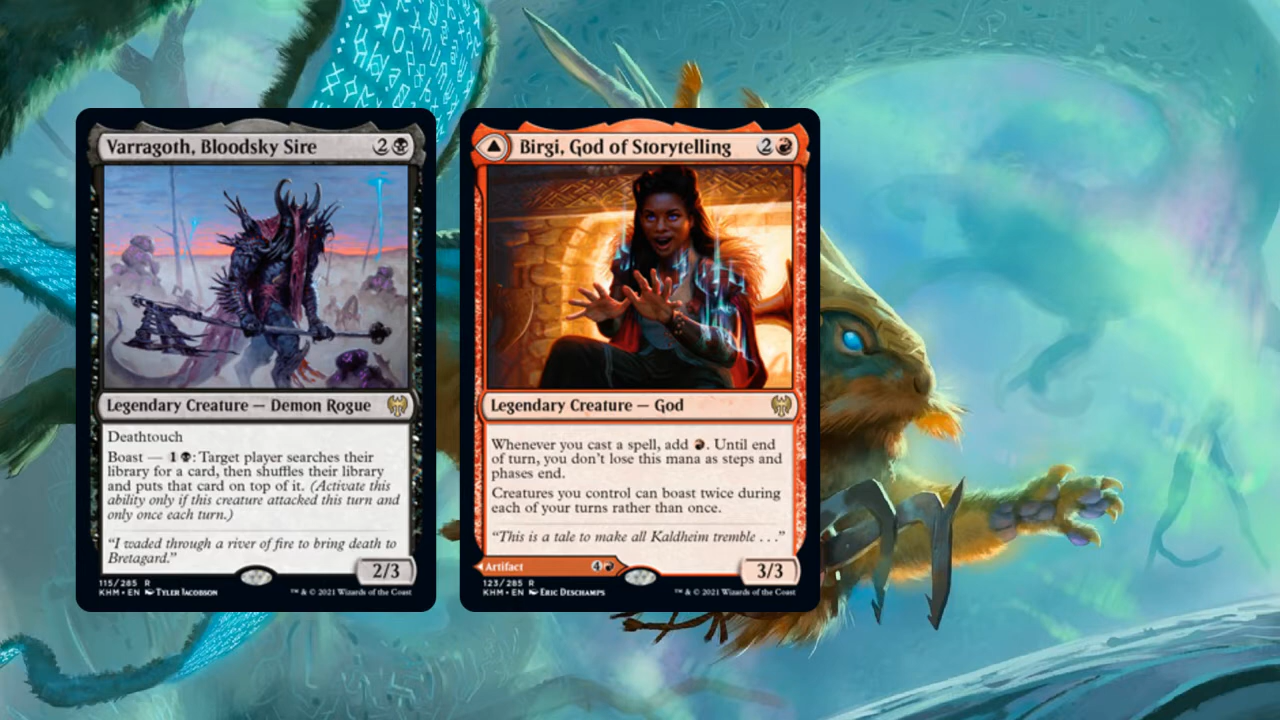 Varragoth, Bloodsky Sire 2
Legendary Creature — Demon Rogue
Deathtouch
Boast — 1: Target player searches their
library for a card, then shuffles their library
and puts that card on top of it. (Activate this
ability only if this creature attacked this turn and
only once each turn.)
“I waded through a river of fire to bring death to
Bretagard.”
2/3
115/285 R
KHM • EN Tyler Jacobson
™ & © 2021 Wizards of the Coast
Birgi, God of Storytelling 2
Legendary Creature — God
Whenever you cast a spell, add . Until end
of turn, you don’t lose this mana as steps and
phases end.
Creatures you control can boast twice during
each of your turns rather than once.
“This is a tale to make all Kaldheim tremble . . .”
Artifact 4
3/3
123/285 R
KHM • EN Eric Deschamps
™ & © 2021 Wizards of the Coast